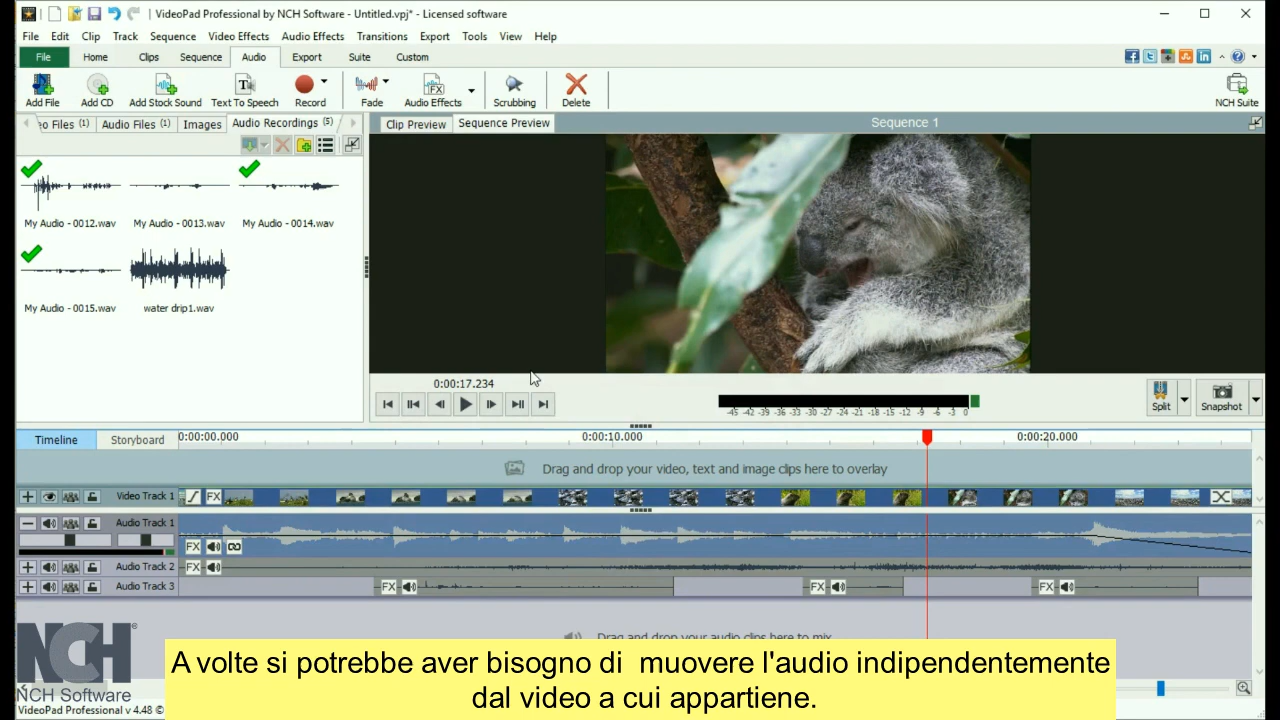 VideoPad Professional by NCH Software - Untitled.vpj* - Licensed software
File Edit Clip Track Sequence Video Effects Audio Effects Transitions Export Tools View Help
File Home Clips Sequence Audio Export Suite Custom
Add File Add CD Add Stock Sound Text To Speech Record Fade Audio Effects Scrubbing Delete NCH Suite
eo Files (1) Audio Files (1) Images Audio Recordings (5) Clip Preview Sequence Preview Sequence 1
My Audio - 0012.wav My Audio - 0013.wav My Audio - 0014.wav
My Audio - 0015.wav water drip1.wav
0:00:17.234
-45 -42 -39 -36 -33 -30 -27 -24 -21 -18 -15 -12 -9 -6 -3 0
Split Snapshot
Timeline Storyboard 0:00:00.000 0:00:10.000 0:00:20.000
Drag and drop your video, text and image clips here to overlay
Video Track 1 FX
Audio Track 1
FX
Audio Track 2 FX
Audio Track 3 FX FX FX
Drag and drop your audio clips here to mix
NCH®
NCH Software
VideoPad Professional v 4.48 ©
A volte si potrebbe aver bisogno di muovere l'audio indipendentemente
dal video a cui appartiene.